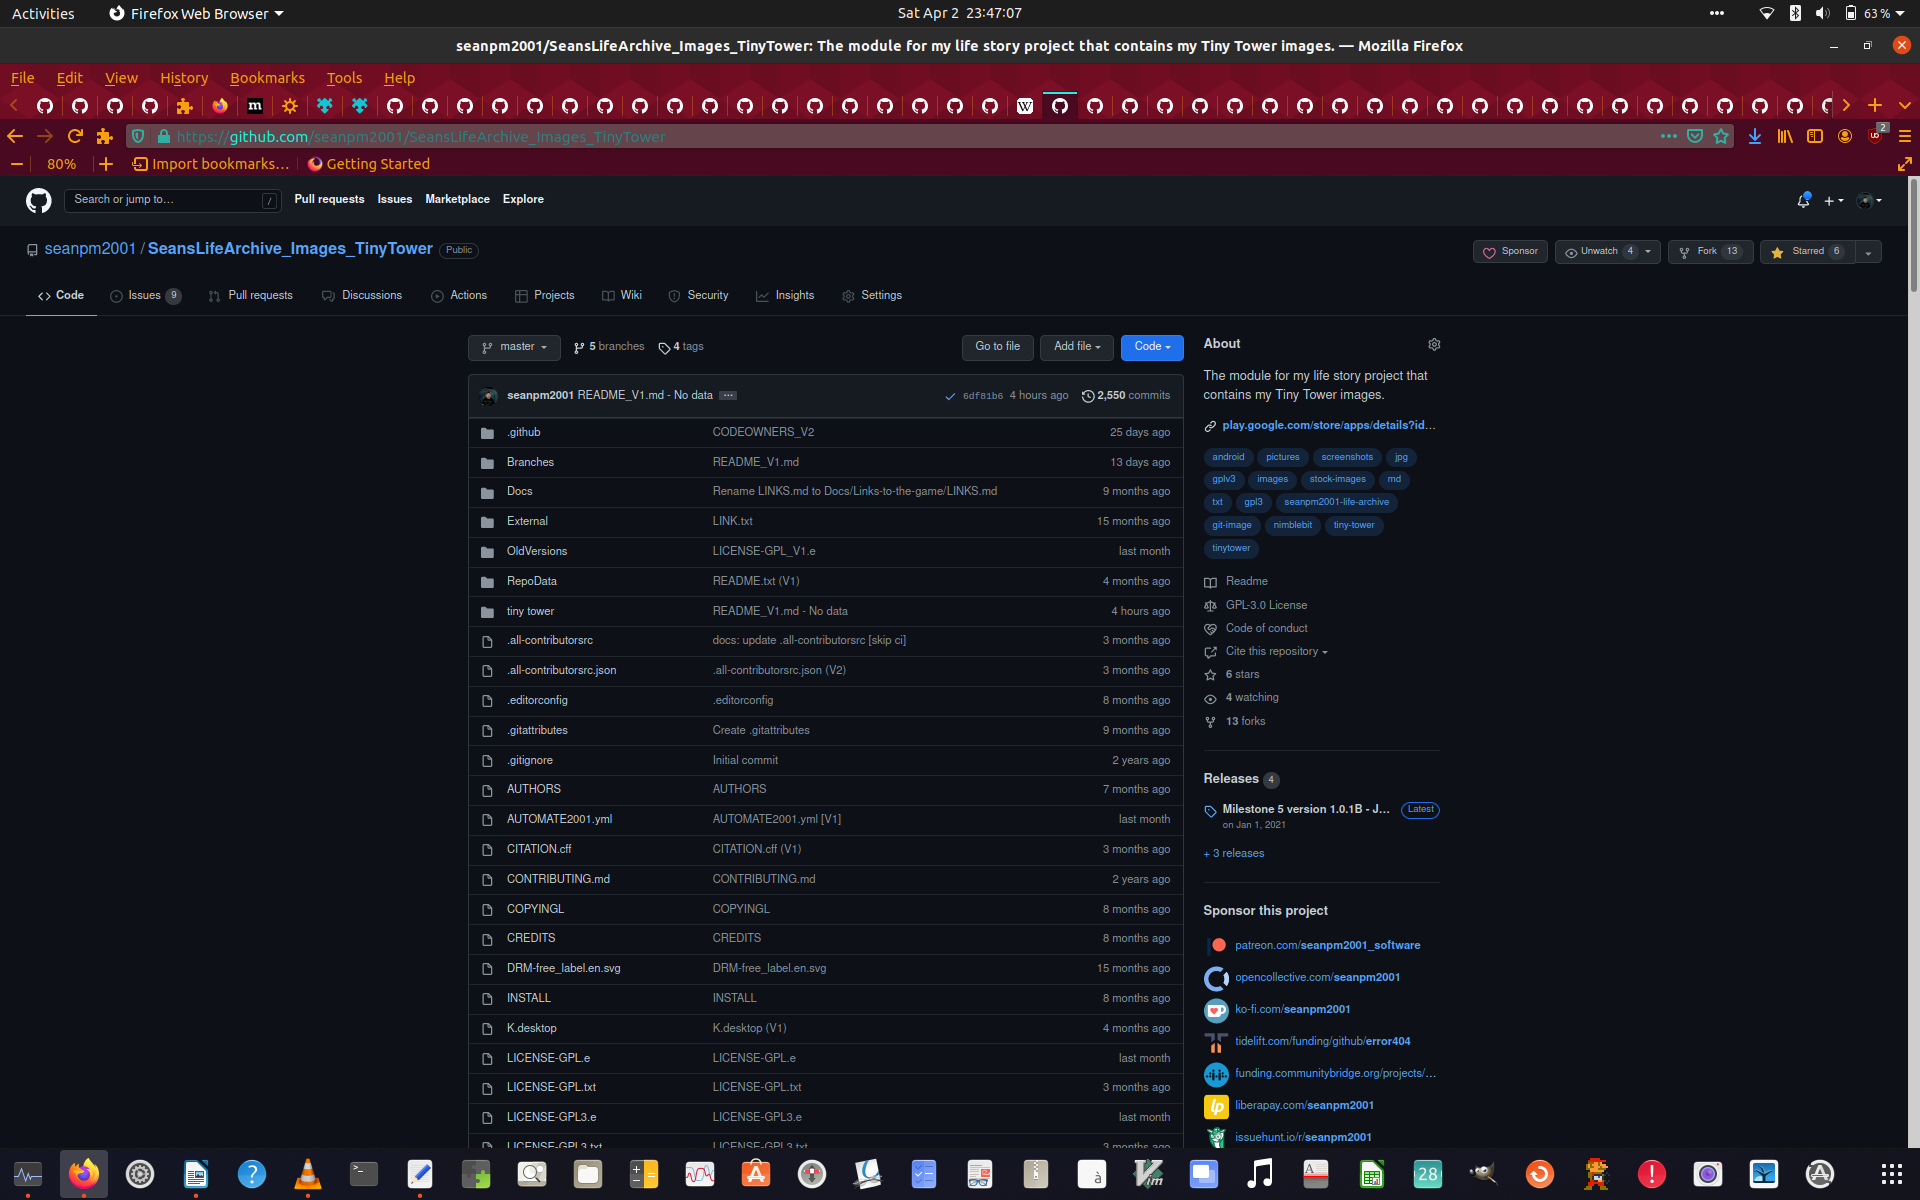 Activities Firefox Web Browser Sat Apr 2 23:47:07 63 %
seanpm2001/SeansLifeArchive_Images_TinyTower: The module for my life story project that contains my Tiny Tower images. — Mozilla Firefox
File Edit View History Bookmarks Tools Help
https://github.com/seanpm2001/SeansLifeArchive_Images_TinyTower 2
80% Import bookmarks… Getting Started
Search or jump to… / Pull requests Issues Marketplace Explore
seanpm2001 / SeansLifeArchive_Images_TinyTower Public Sponsor Unwatch 4 Fork 13 Starred 6
Code Issues 9 Pull requests Discussions Actions Projects Wiki Security Insights Settings
master 5 branches 4 tags Go to file Add file Code
seanpm2001 README_V1.md - No data 6df81b6 4 hours ago 2,550 commits
.github CODEOWNERS_V2 25 days ago
Branches README_V1.md 13 days ago
Docs Rename LINKS.md to Docs/Links-to-the-game/LINKS.md 9 months ago
External LINK.txt 15 months ago
OldVersions LICENSE-GPL_V1.e last month
RepoData README.txt (V1) 4 months ago
tiny tower README_V1.md - No data 4 hours ago
.all-contributorsrc docs: update .all-contributorsrc [skip ci] 3 months ago
.all-contributorsrc.json .all-contributorsrc.json (V2) 3 months ago
.editorconfig .editorconfig 8 months ago
.gitattributes Create .gitattributes 9 months ago
.gitignore Initial commit 2 years ago
AUTHORS AUTHORS 7 months ago
AUTOMATE2001.yml AUTOMATE2001.yml [V1] last month
CITATION.cff CITATION.cff (V1) 3 months ago
CONTRIBUTING.md CONTRIBUTING.md 2 years ago
COPYINGL COPYINGL 8 months ago
CREDITS CREDITS 8 months ago
DRM-free_label.en.svg DRM-free_label.en.svg 15 months ago
INSTALL INSTALL 8 months ago
K.desktop K.desktop (V1) 4 months ago
LICENSE-GPL.e LICENSE-GPL.e last month
LICENSE-GPL.txt LICENSE-GPL.txt 3 months ago
LICENSE-GPL3.e LICENSE-GPL3.e last month
LICENSE-GPL3.txt LICENSE-GPL3.txt 3 months ago
About
The module for my life story project that
contains my Tiny Tower images.
play.google.com/store/apps/details?id…
android pictures screenshots jpg
gplv3 images stock-images md
txt gpl3 seanpm2001-life-archive
git-image nimblebit tiny-tower
tinytower
Readme
GPL-3.0 License
Code of conduct
Cite this repository
6 stars
4 watching
13 forks
Releases 4
Milestone 5 version 1.0.1B - J… Latest
on Jan 1, 2021
+ 3 releases
Sponsor this project
patreon.com/seanpm2001_software
opencollective.com/seanpm2001
ko-fi.com/seanpm2001
tidelift.com/funding/github/error404
funding.communitybridge.org/projects/…
liberapay.com/seanpm2001
issuehunt.io/r/seanpm2001
28